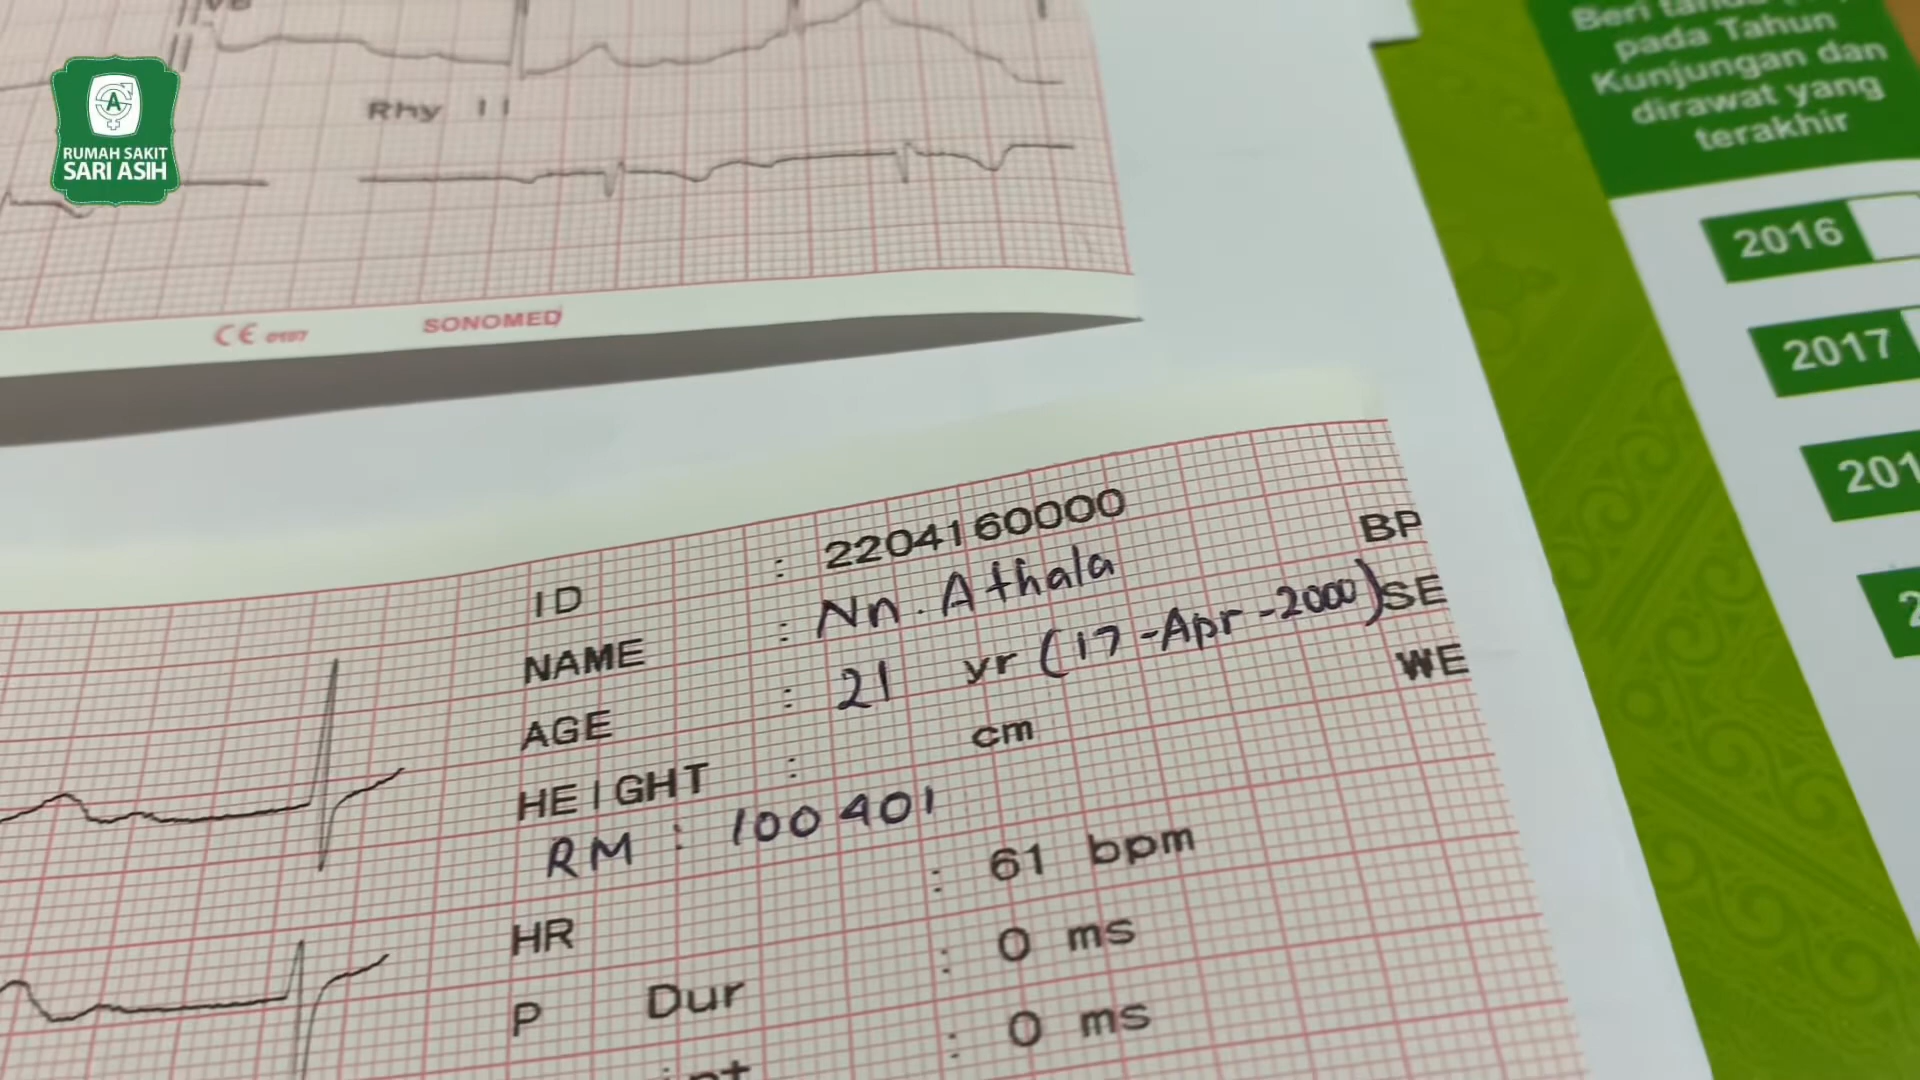 RUMAH SAKIT
SARI ASIH
Rhy II
CE 0197
SONOMED
pada Tahun
Kunjungan dan
dirawat yang
terakhir
2016
2017
201
ID : 2204160000 BP
NAME : Nn. Athala SE
AGE : 21 yr (17-Apr-2000) WE
HEIGHT : cm
RM : 100401
HR : 61 bpm
P Dur : 0 ms
: 0 ms